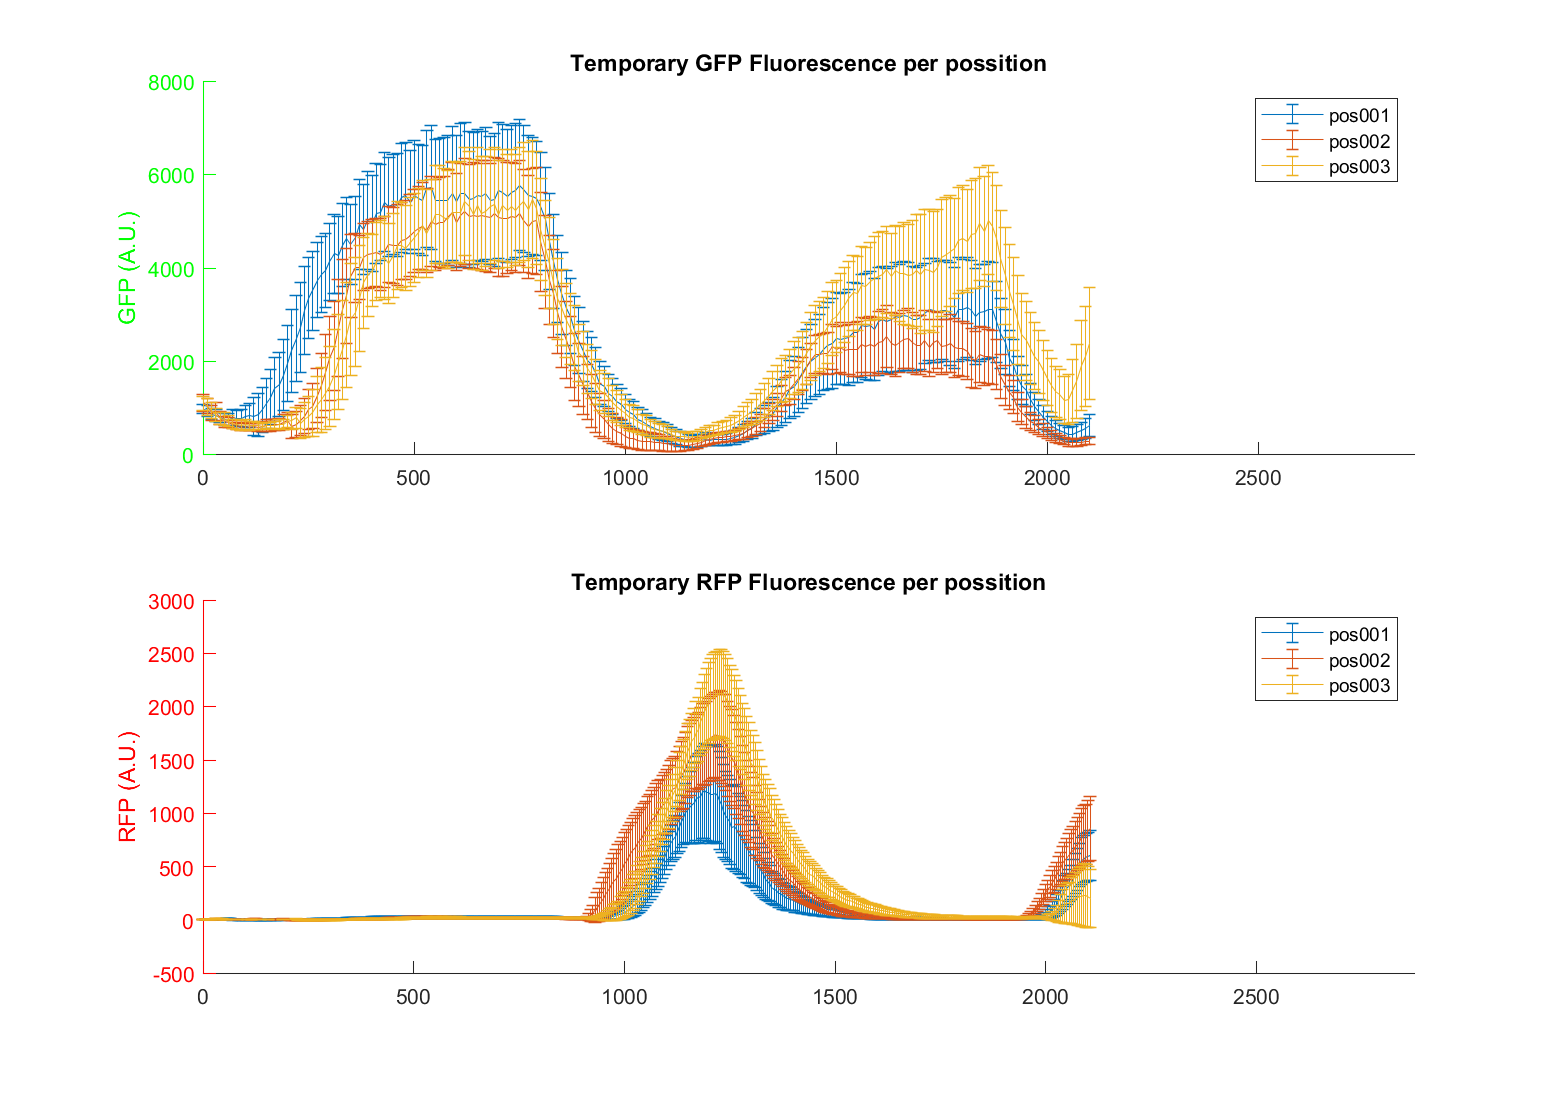 Temporary GFP Fluorescence per possition
8000
6000
4000
2000
0
GFP (A.U.)
0 500 1000 1500 2000 2500
pos001
pos002
pos003
Temporary RFP Fluorescence per possition
3000
2500
2000
1500
1000
500
0
-500
RFP (A.U.)
0 500 1000 1500 2000 2500
pos001
pos002
pos003